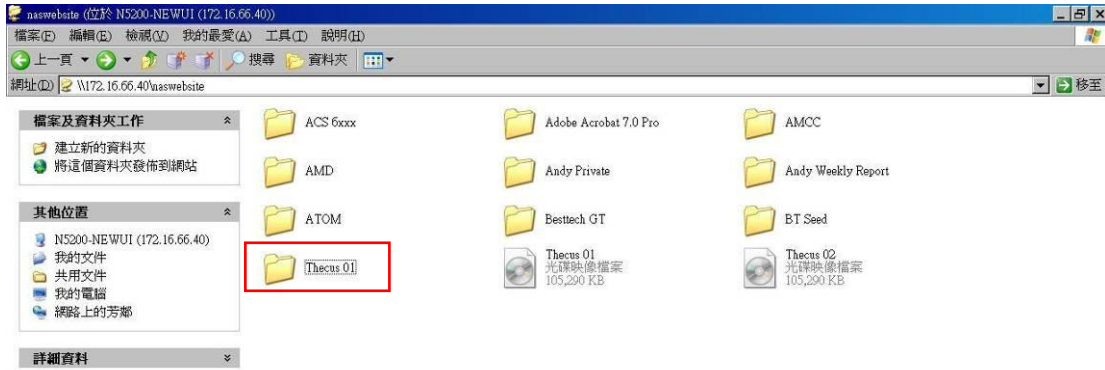 naswebsite (位於 N5200-NEWUI (172.16.66.40))
檔案(F) 編輯(E) 檢視(V) 我的最愛(A) 工具(T) 說明(H)
上一頁 搜尋 資料夾
網址(D) \\172.16.66.40\naswebsite 移至
檔案及資料夾工作
建立新的資料夾
將這個資料夾發佈到網站
其他位置
N5200-NEWUI (172.16.66.40)
我的文件
共用文件
我的電腦
網路上的芳鄰
詳細資料
ACS 6xxx
Adobe Acrobat 7.0 Pro
AMCC
AMD
Andy Private
Andy Weekly Report
ATOM
Besttech GT
BT Seed
Thecus 01
Thecus 01
光碟映像檔案
105,290 KB
Thecus 02
光碟映像檔案
105,290 KB